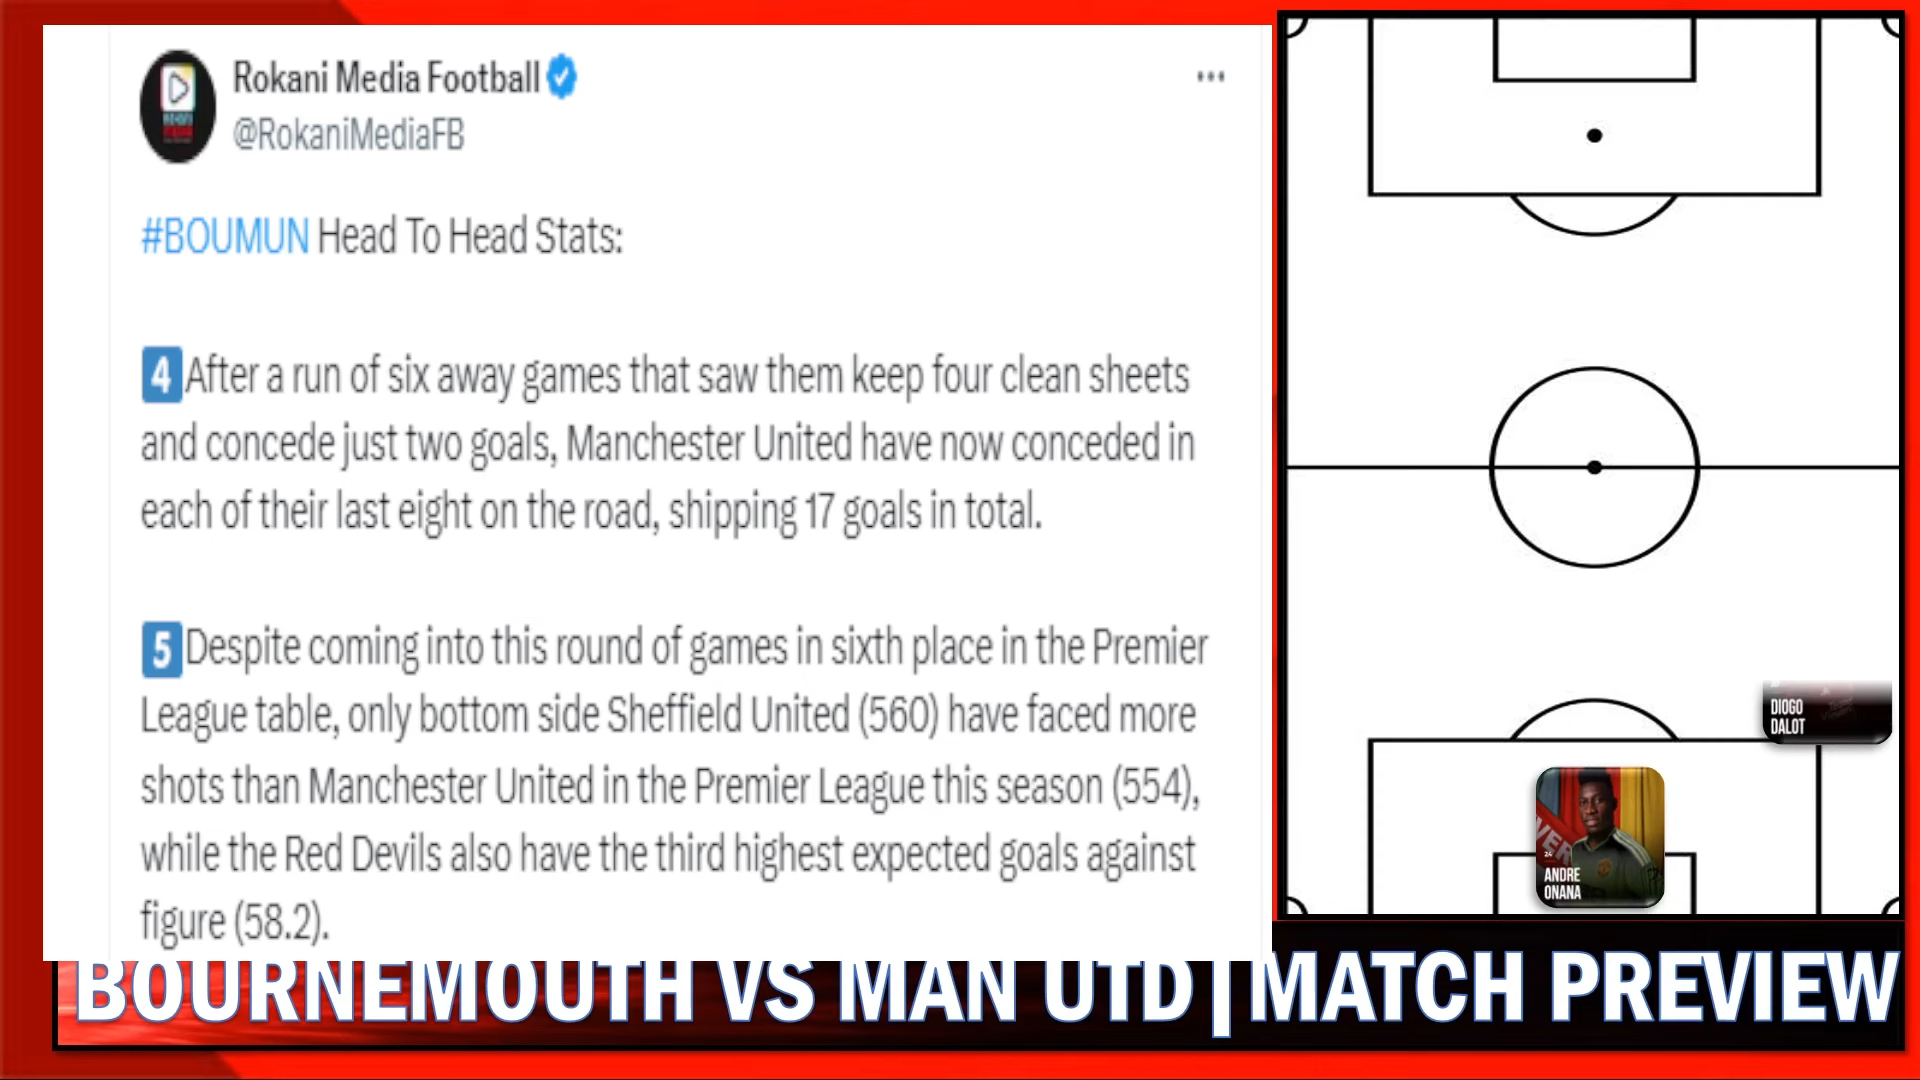 Rokani Media Football
@RokaniMediaFB
#BOUMUN Head To Head Stats:
4 After a run of six away games that saw them keep four clean sheets
and concede just two goals, Manchester United have now conceded in
each of their last eight on the road, shipping 17 goals in total.
5 Despite coming into this round of games in sixth place in the Premier
League table, only bottom side Sheffield United (560) have faced more
shots than Manchester United in the Premier League this season (554),
while the Red Devils also have the third highest expected goals against
figure (58.2).
DIOGO
DALOT
24
ANDRE
ONANA
BOURNEMOUTH VS MAN UTD|MATCH PREVIEW